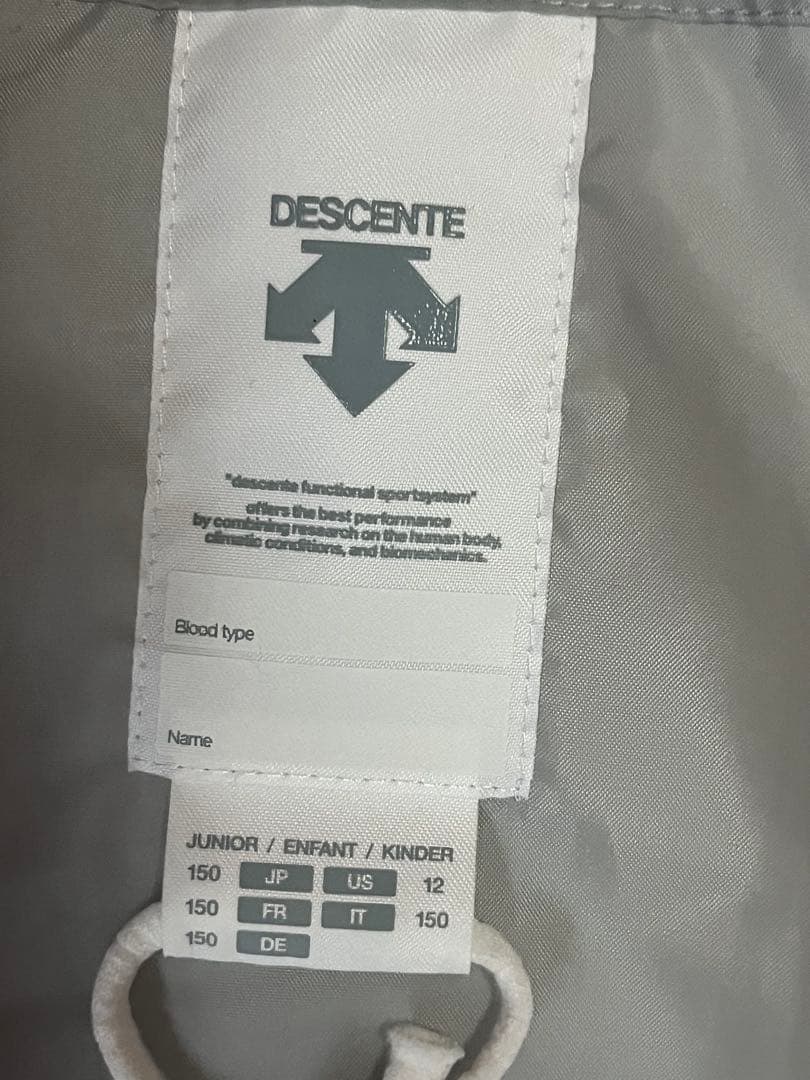 DESCENTE
"descente functional sportsystem"
offers the best performance
by combining research on the human body,
climatic conditions, and biomechanics.
Blood type
Name
JUNIOR / ENFANT / KINDER
150 JP US 12
150 FR IT 150
150 DE